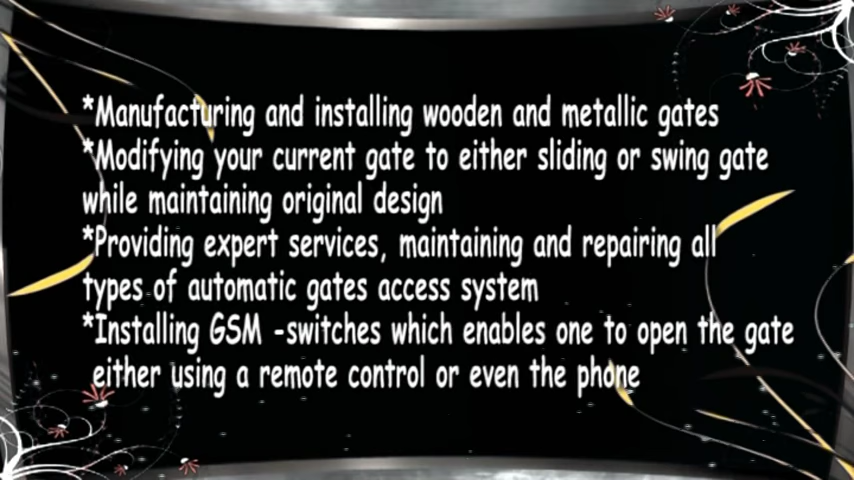 *Manufacturing and installing wooden and metallic gates
*Modifying your current gate to either sliding or swing gate
while maintaining original design
*Providing expert services, maintaining and repairing all
types of automatic gates access system
*Installing GSM -switches which enables one to open the gate
either using a remote control or even the phone